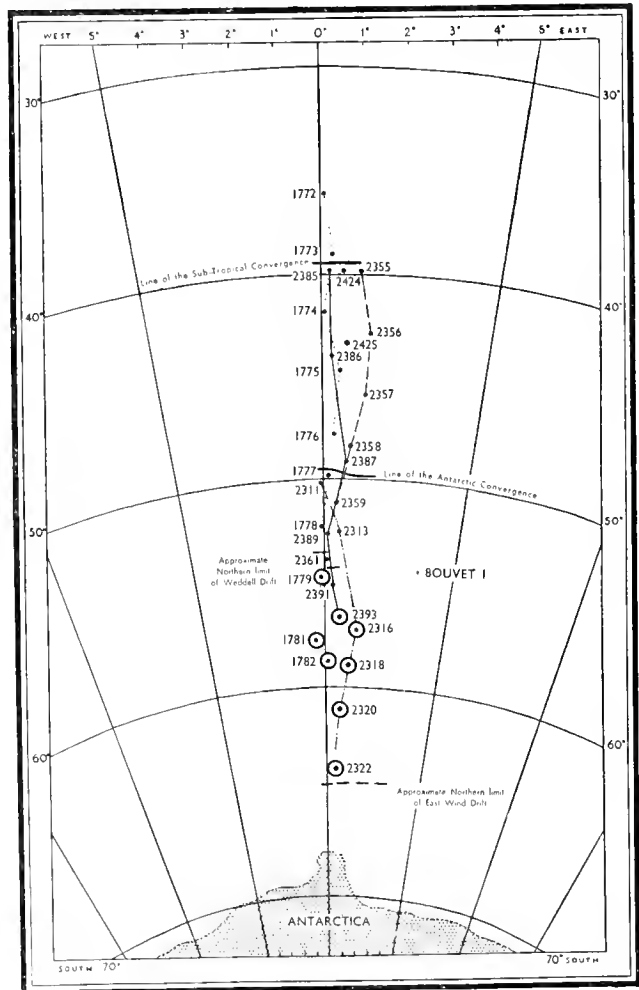 WEST 5° 4° 3° 2° 1° 0° 1° 2° 3° 4° 5° EAST
30° 30°
1772
1773
Line of the Sub-Tropical Convergence
2355
2385 2424
40° 1774 40°
2356
2425
2386
1775
2357
1776
2358
2387
1777
Line of the Antarctic Convergence
2311
2359
1778 2313
50° 2389 50°
Approximate
Northern limit
of Weddell Drift
2361
1779
BOUVET I
2391
2393
2316
1781
1782 2318
2320
60° 60°
2322
Approximate Northern limit
of East Wind Drift
ANTARCTICA
SOUTH 70° 70° SOUTH